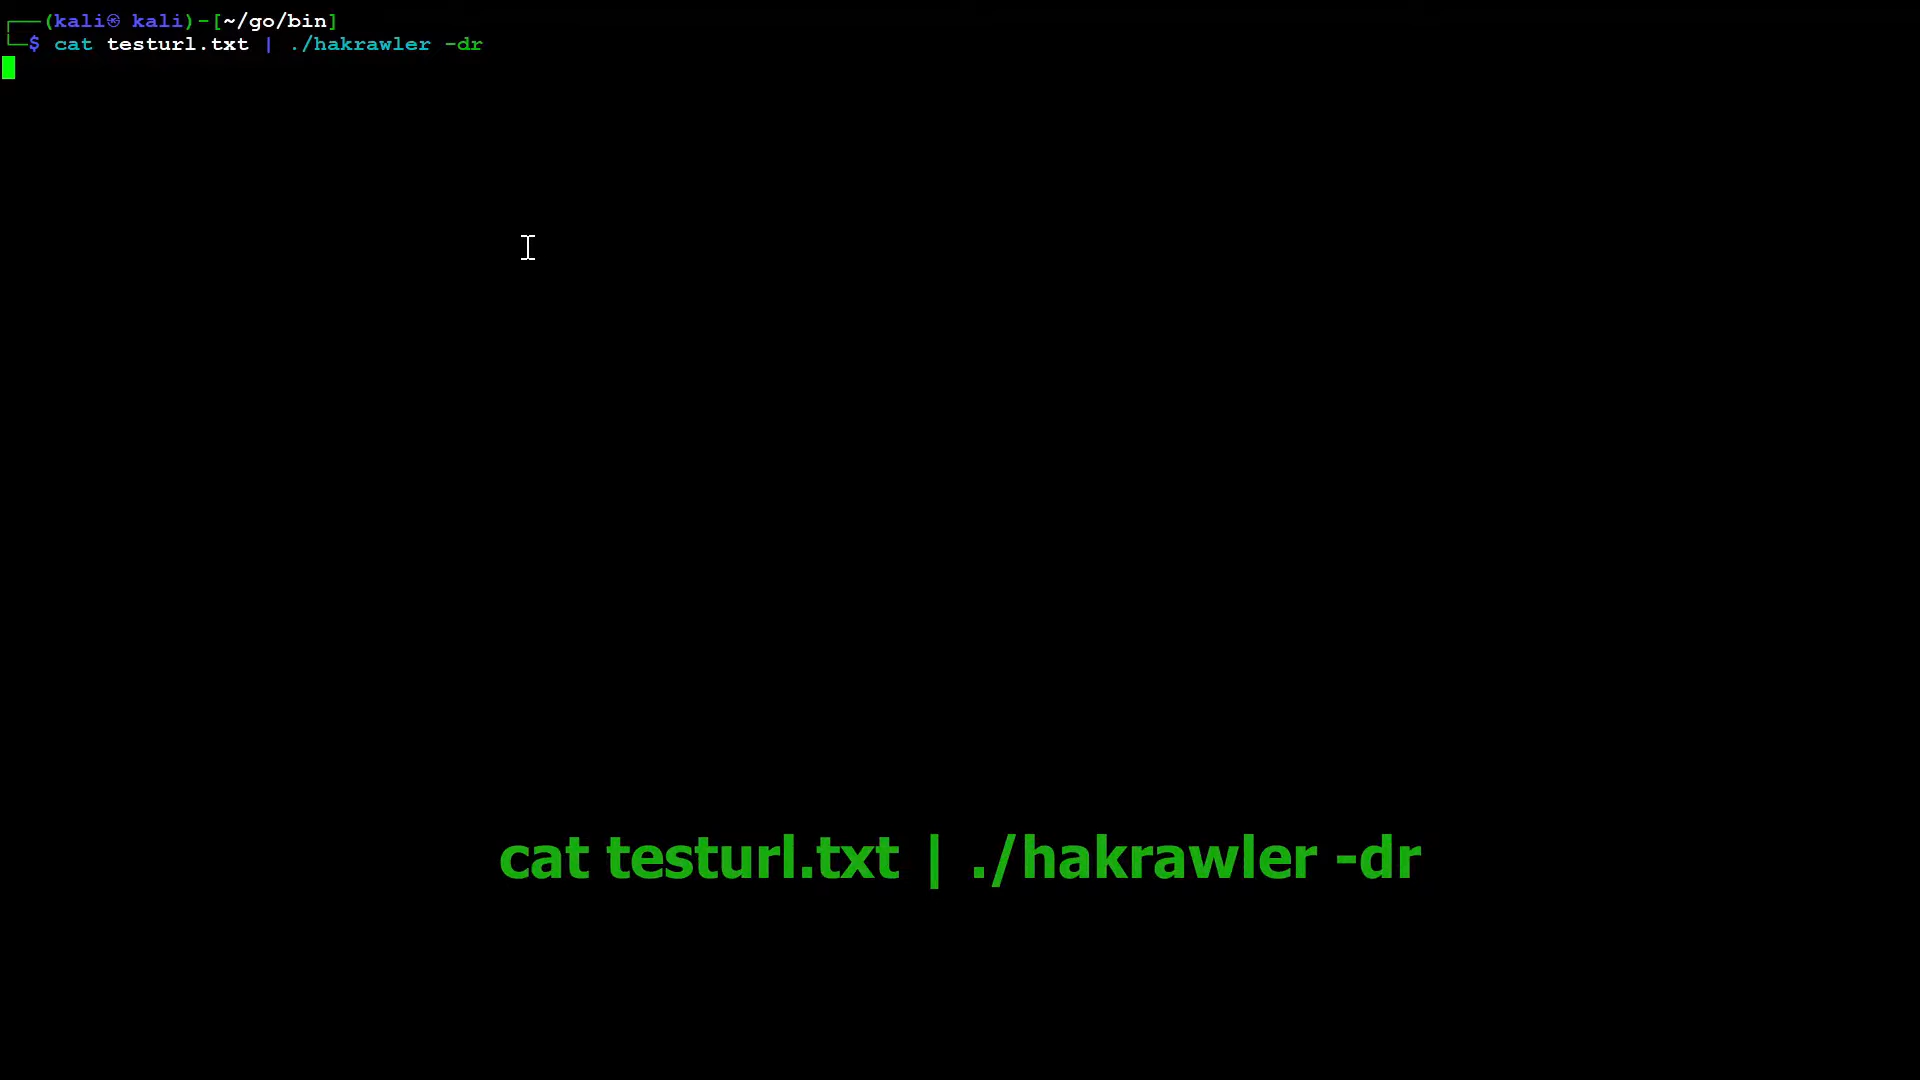 ┌──(kali㉿ kali)-[~/go/bin]
└─$ cat testurl.txt | ./hakrawler -dr
cat testurl.txt | ./hakrawler -dr